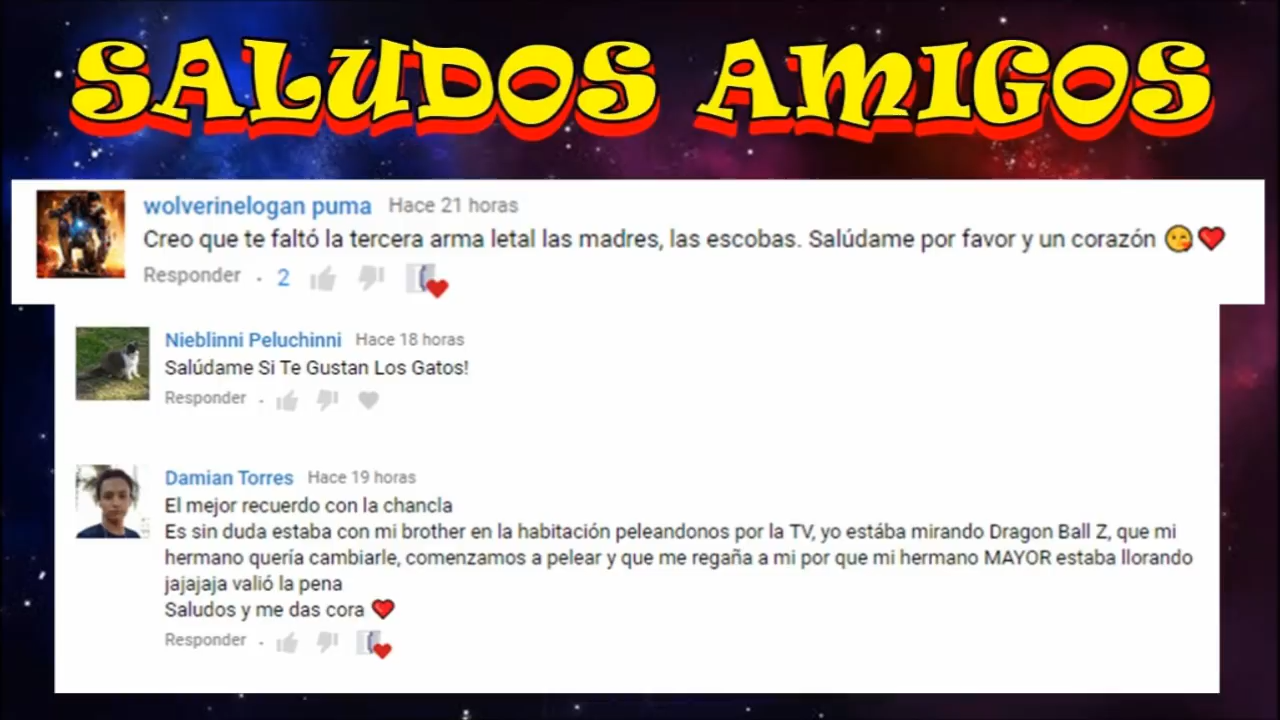 SALUDOS AMIGOS
wolverinelogan puma Hace 21 horas
Creo que te faltó la tercera arma letal las madres, las escobas. Salúdame por favor y un corazón 😘❤️
Responder · 2
Nieblinni Peluchinni Hace 18 horas
Salúdame Si Te Gustan Los Gatos!
Responder ·
Damian Torres Hace 19 horas
El mejor recuerdo con la chancla
Es sin duda estaba con mi brother en la habitación peleandonos por la TV, yo estába mirando Dragon Ball Z, que mi
hermano quería cambiarle, comenzamos a pelear y que me regaña a mi por que mi hermano MAYOR estaba llorando
jajajaja valió la pena
Saludos y me das cora ❤️
Responder ·